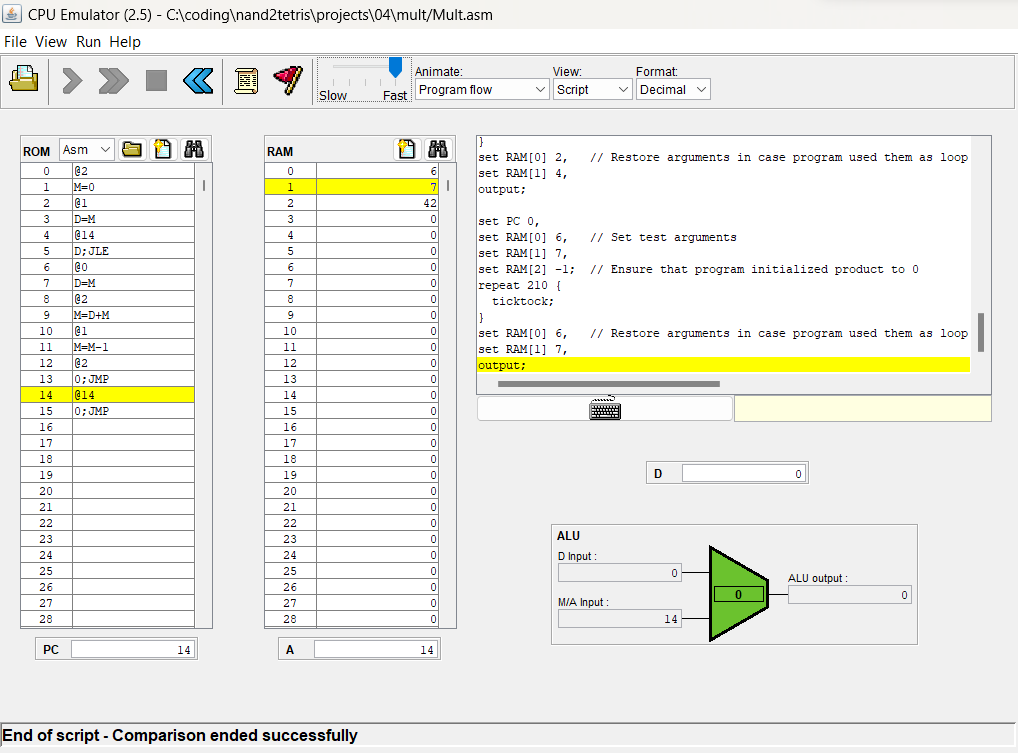 CPU Emulator (2.5) - C:\coding\nand2tetris\projects\04\mult/Mult.asm
File View Run Help
Slow Fast
Animate: View: Format:
Program flow Script Decimal
ROM Asm
0 @2
1 M=0
2 @1
3 D=M
4 @14
5 D;JLE
6 @0
7 D=M
8 @2
9 M=D+M
10 @1
11 M=M-1
12 @2
13 0;JMP
14 @14
15 0;JMP
16
17
18
19
20
21
22
23
24
25
26
27
28
PC 14
RAM
0 6
1 7
2 42
3 0
4 0
5 0
6 0
7 0
8 0
9 0
10 0
11 0
12 0
13 0
14 0
15 0
16 0
17 0
18 0
19 0
20 0
21 0
22 0
23 0
24 0
25 0
26 0
27 0
28 0
A 14
}
set RAM[0] 2, // Restore arguments in case program used them as loop
set RAM[1] 4,
output;
set PC 0,
set RAM[0] 6, // Set test arguments
set RAM[1] 7,
set RAM[2] -1; // Ensure that program initialized product to 0
repeat 210 {
ticktock;
}
set RAM[0] 6, // Restore arguments in case program used them as loop
set RAM[1] 7,
output;
D 0
ALU
D Input :
0
M/A Input :
14
0
ALU output :
0
End of script - Comparison ended successfully